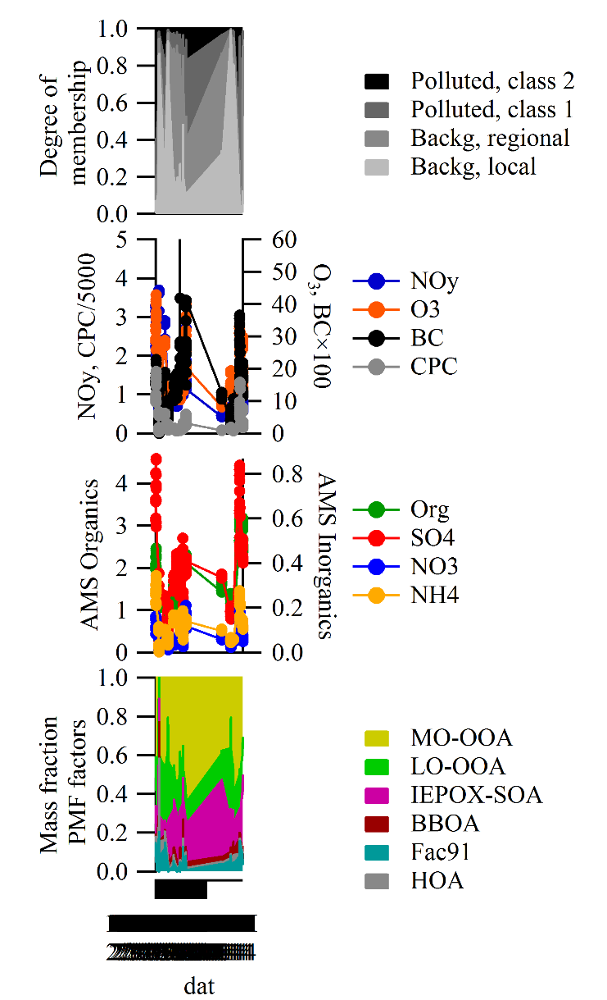 1.0
0.8
0.6
0.4
0.2
0.0
Degree of
membership
Polluted, class 2
Polluted, class 1
Backg, regional
Backg, local
5
4
3
2
1
0
NOy, CPC/5000
60
50
40
30
20
10
0
O3, BC×100
NOy
O3
BC
CPC
4
3
2
1
0
AMS Organics
0.8
0.6
0.4
0.2
0.0
AMS Inorganics
Org
SO4
NO3
NH4
1.0
0.8
0.6
0.4
0.2
0.0
Mass fraction
PMF factors
MO-OOA
LO-OOA
IEPOX-SOA
BBOA
Fac91
HOA
dat